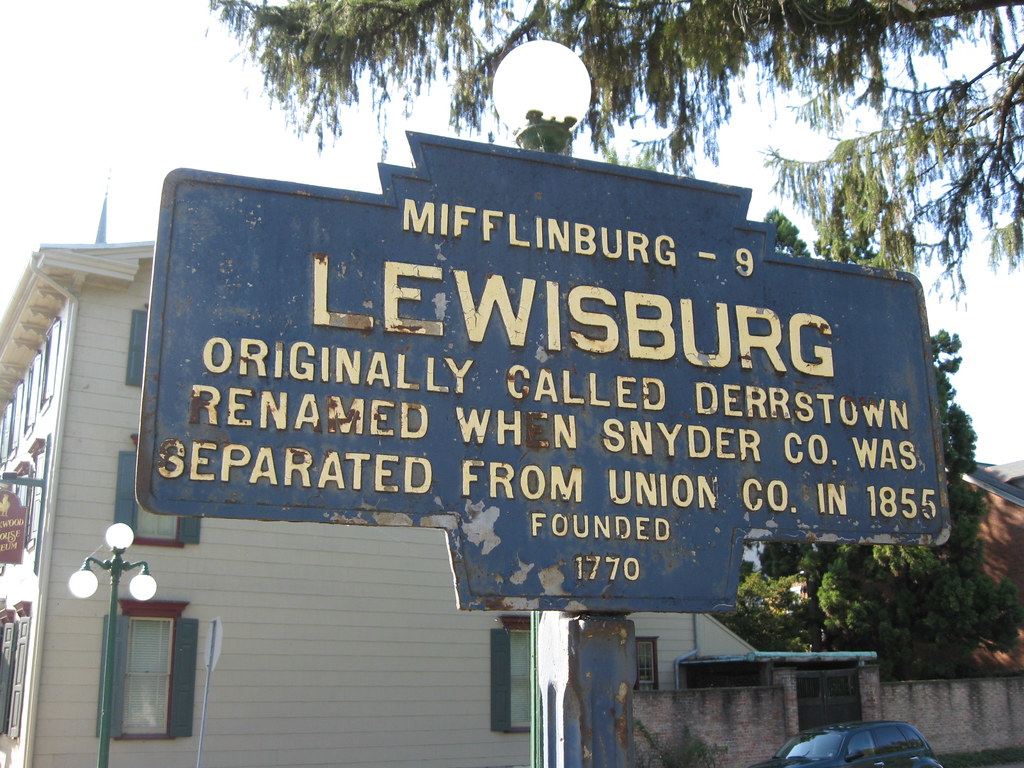 MIFFLINBURG - 9
LEWISBURG
ORIGINALLY CALLED DERRSTOWN
RENAMED WHEN SNYDER CO. WAS
SEPARATED FROM UNION CO. IN 1855
FOUNDED
1770